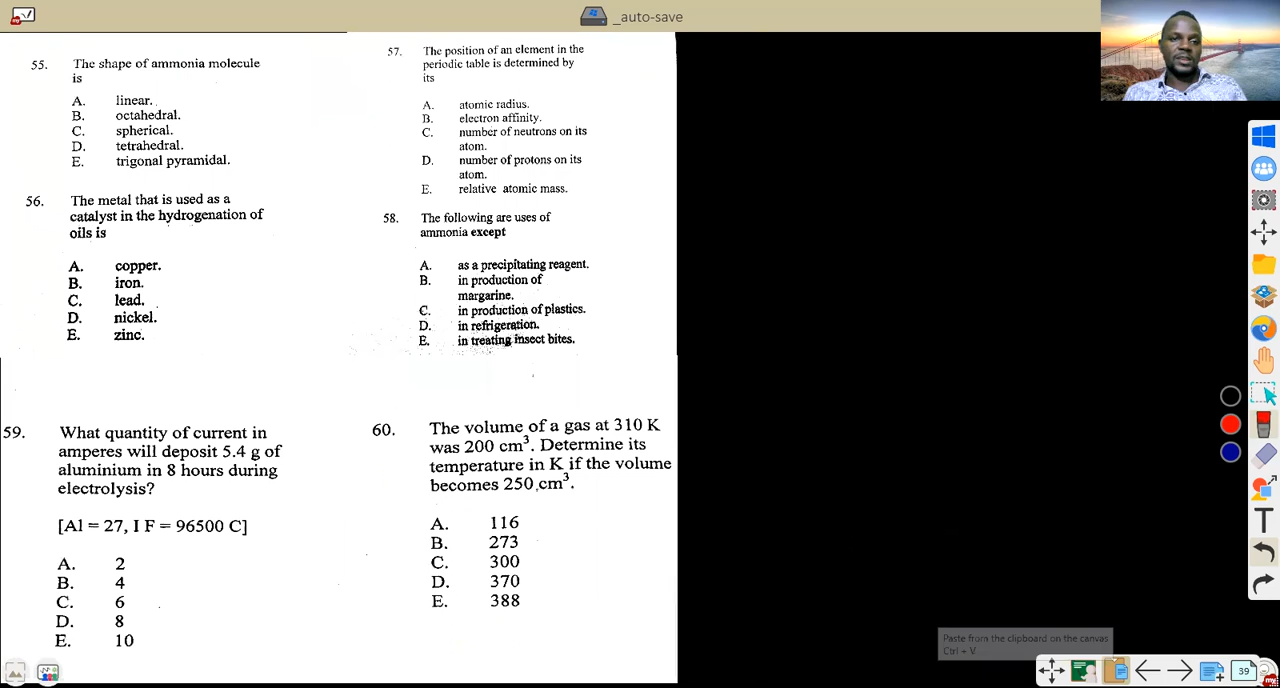 _auto-save
55. The shape of ammonia molecule
is
A. linear.
B. octahedral.
C. spherical.
D. tetrahedral.
E. trigonal pyramidal.
56. The metal that is used as a
catalyst in the hydrogenation of
oils is
A. copper.
B. iron.
C. lead.
D. nickel.
E. zinc.
57. The position of an element in the
periodic table is determined by
its
A. atomic radius.
B. electron affinity.
C. number of neutrons on its
atom.
D. number of protons on its
atom.
E. relative atomic mass.
58. The following are uses of
ammonia except
A. as a precipitating reagent.
B. in production of
margarine.
C. in production of plastics.
D. in refrigeration.
E. in treating insect bites.
59. What quantity of current in
amperes will deposit 5.4 g of
aluminium in 8 hours during
electrolysis?
[Al = 27, I F = 96500 C]
A. 2
B. 4
C. 6
D. 8
E. 10
60. The volume of a gas at 310 K
was 200 cm³. Determine its
temperature in K if the volume
becomes 250 cm³.
A. 116
B. 273
C. 300
D. 370
E. 388
Paste from the clipboard on the canvas
Ctrl + V
T
39